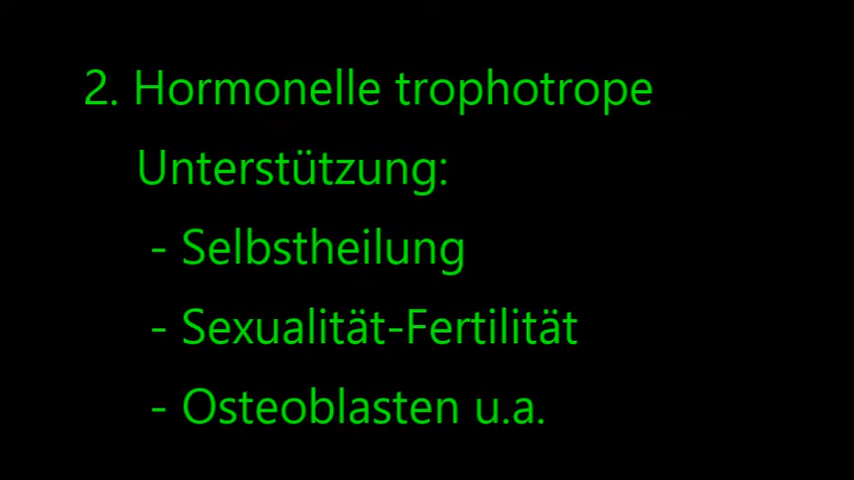 2. Hormonelle trophotrope
Unterstützung:
- Selbstheilung
- Sexualität-Fertilität
- Osteoblasten u.a.